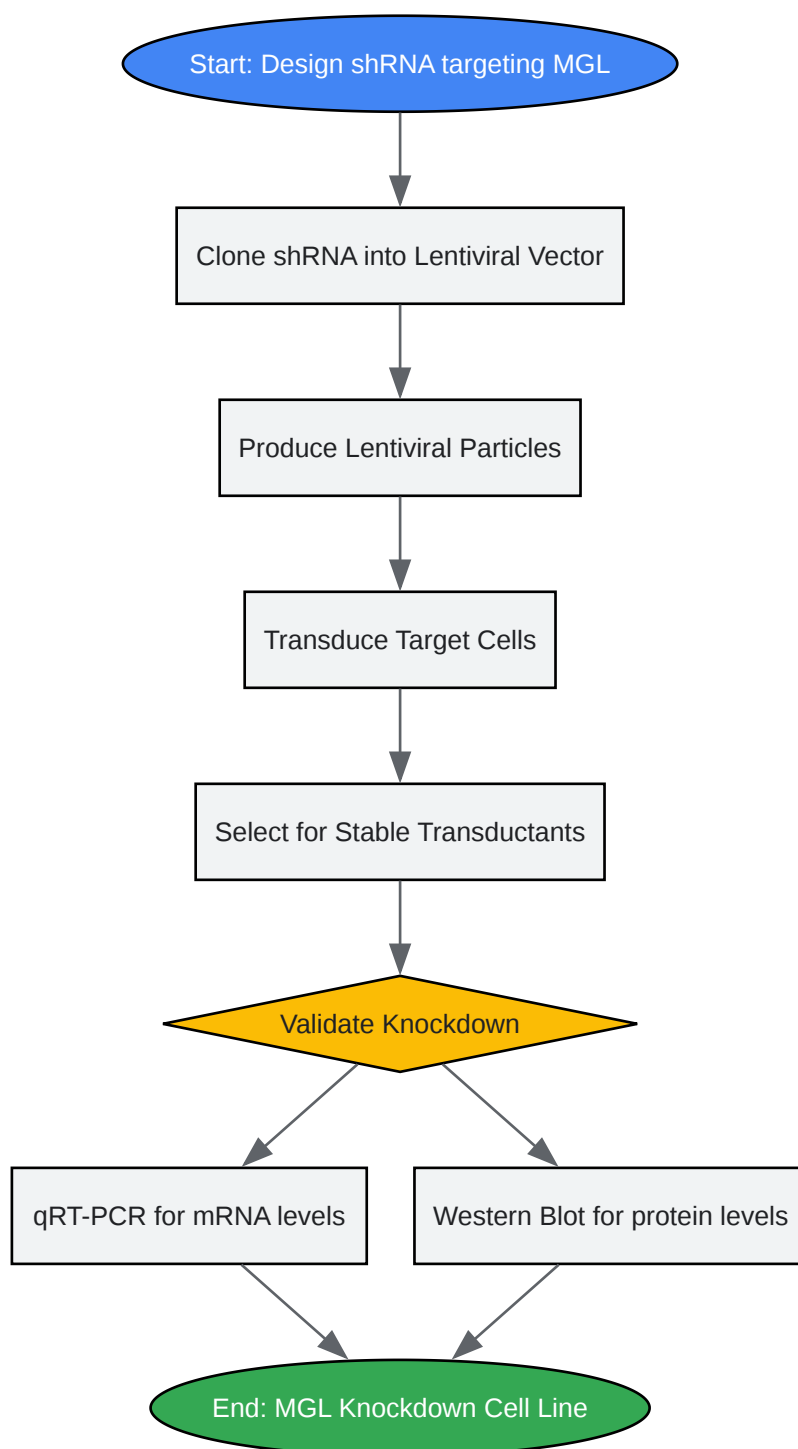 Start: Design shRNA targeting MGL
Clone shRNA into Lentiviral Vector
Produce Lentiviral Particles
Transduce Target Cells
Select for Stable Transductants
Validate Knockdown
qRT-PCR for mRNA levels
Western Blot for protein levels
End: MGL Knockdown Cell Line